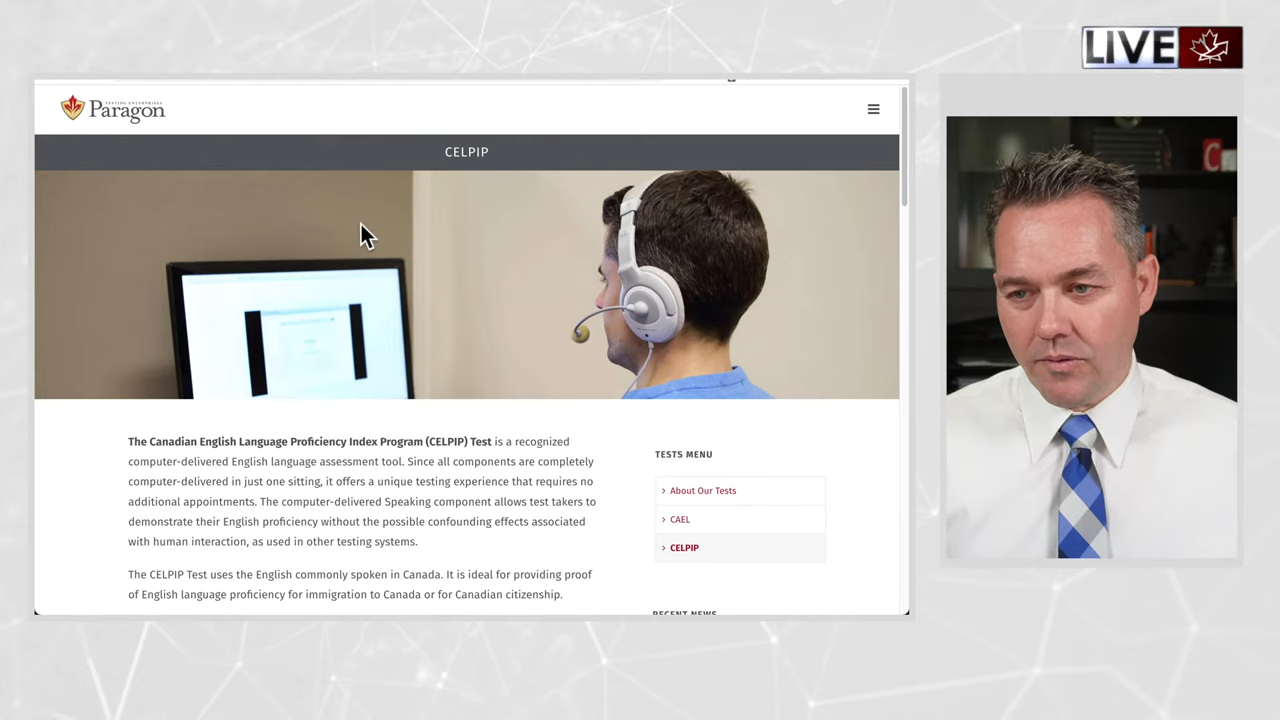 LIVE
TESTING ENTERPRISES
Paragon
CELPIP
The Canadian English Language Proficiency Index Program (CELPIP) Test is a recognized
computer-delivered English language assessment tool. Since all components are completely
computer-delivered in just one sitting, it offers a unique testing experience that requires no
additional appointments. The computer-delivered Speaking component allows test takers to
demonstrate their English proficiency without the possible confounding effects associated
with human interaction, as used in other testing systems.
The CELPIP Test uses the English commonly spoken in Canada. It is ideal for providing proof
of English language proficiency for immigration to Canada or for Canadian citizenship.
TESTS MENU
About Our Tests
CAEL
CELPIP
RECENT NEWS
C